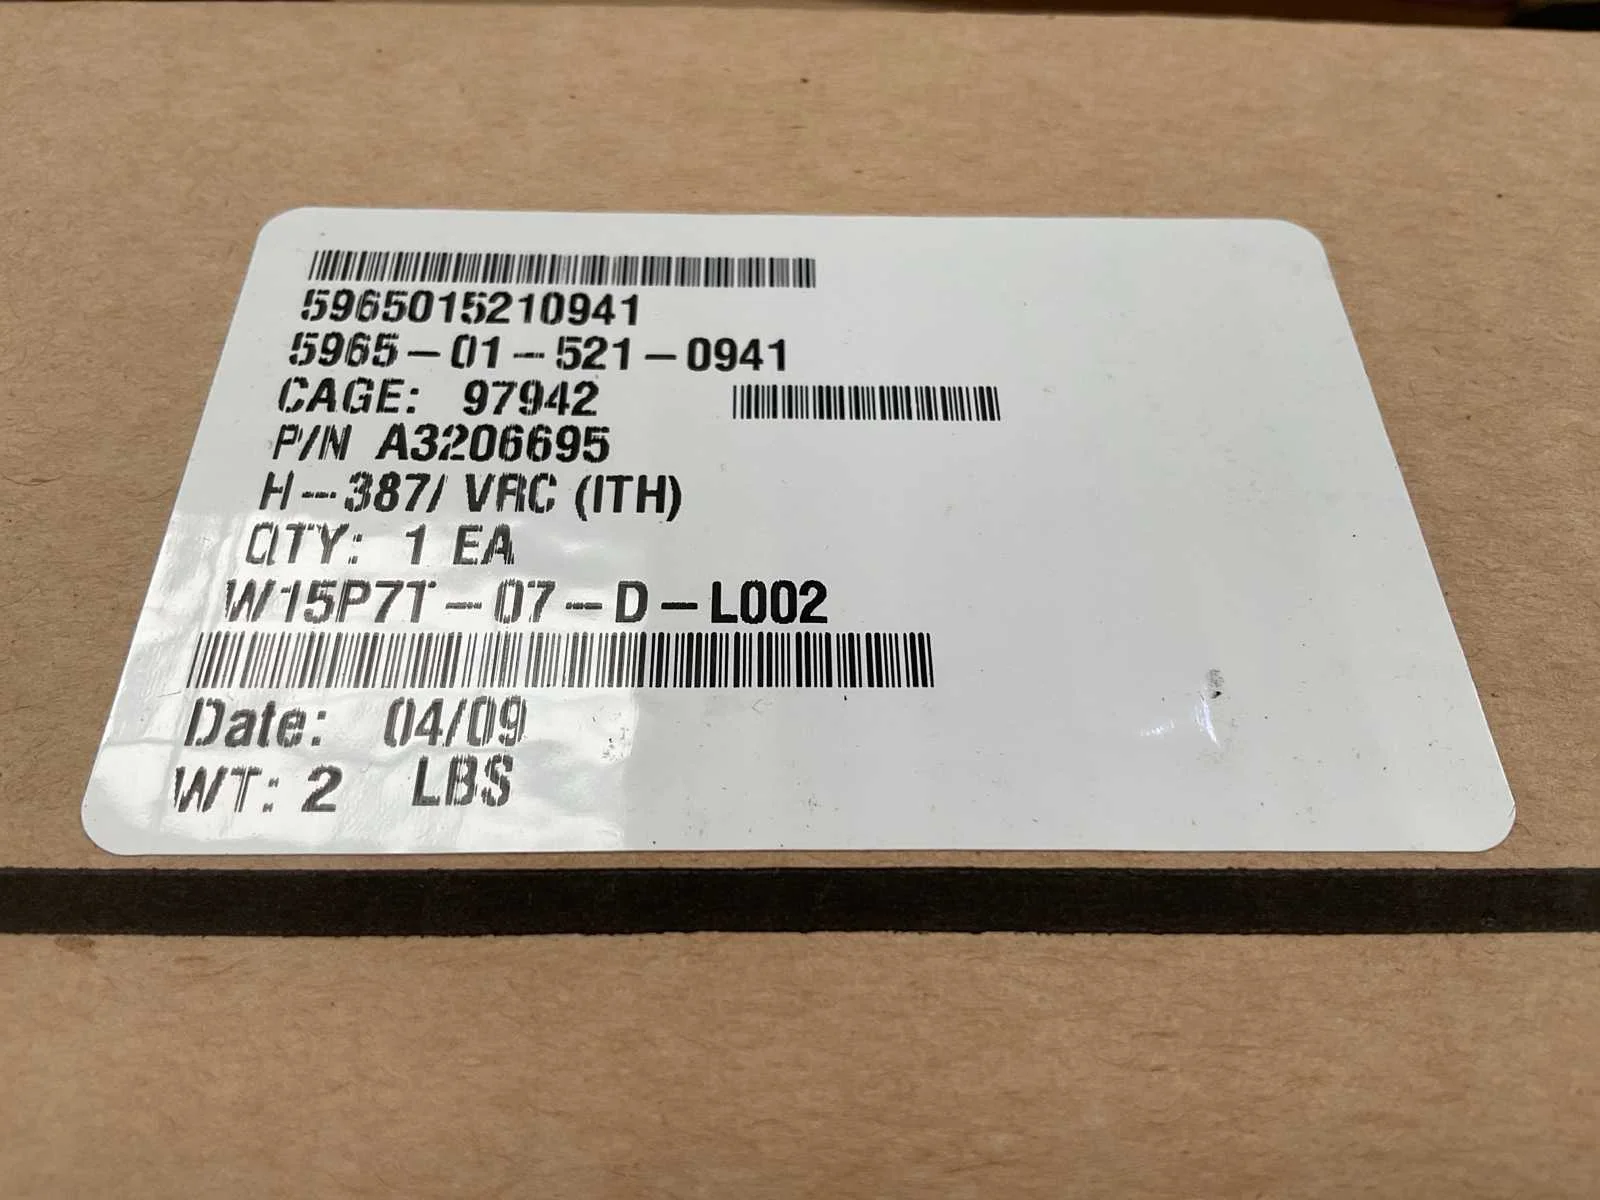 5965015210941
5965-01-521-0941
CAGE: 97942
P/N A3206695
H-387/ VRC (ITH)
QTY: 1 EA
W15P7T-07-D-L002
Date: 04/09
WT: 2 LBS